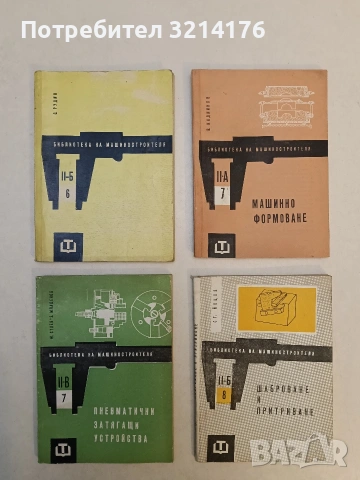 Потребител 3214176
БИБЛИОТЕКА НА МАШИНОСТРОИТЕЛЯ
II-Б
6
БИБЛИОТЕКА НА МАШИНОСТРОИТЕЛЯ
II-А
7
МАШИННО
ФОРМОВАНЕ
БИБЛИОТЕКА НА МАШИНОСТРОИТЕЛЯ
II-В
7
ПНЕВМАТИЧНИ
ЗАТЯГАЩИ
УСТРОЙСТВА
БИБЛИОТЕКА НА МАШИНОСТРОИТЕЛЯ
II-Б
8
ШАБРОВАНЕ
И
ПРИТРИВАНЕ
bazar